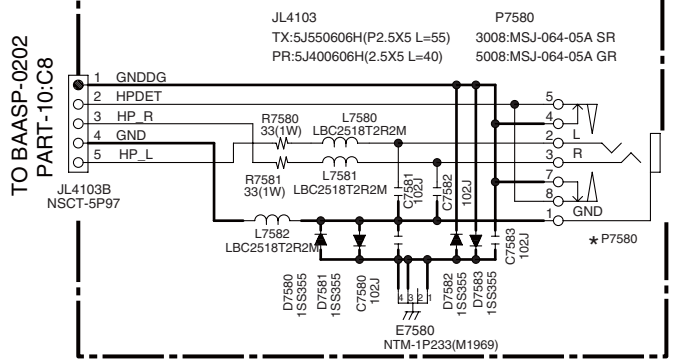 JL4103
TX:5J550606H(P2.5X5 L=55)
PR:5J400606H(2.5X5 L=40)
P7580
3008:MSJ-064-05A SR
5008:MSJ-064-05A GR
TO BAASP-0202
PART-10:C8
1 GNDDG
2 HPDET
3 HP_R
4 GND
5 HP_L
JL4103B
NSCT-5P97
R7580
33(1W)
L7580
LBC2518T2R2M
R7581
33(1W)
L7581
LBC2518T2R2M
C7581
102J
C7582
102J
L7582
LBC2518T2R2M
D7580
1SS355
D7581
1SS355
C7580
102J
D7582
1SS355
D7583
1SS355
C7583
102J
4 3 2 1
E7580
NTM-1P233(M1969)
5
4
2 L
3 R
7
8
1 GND
* P7580